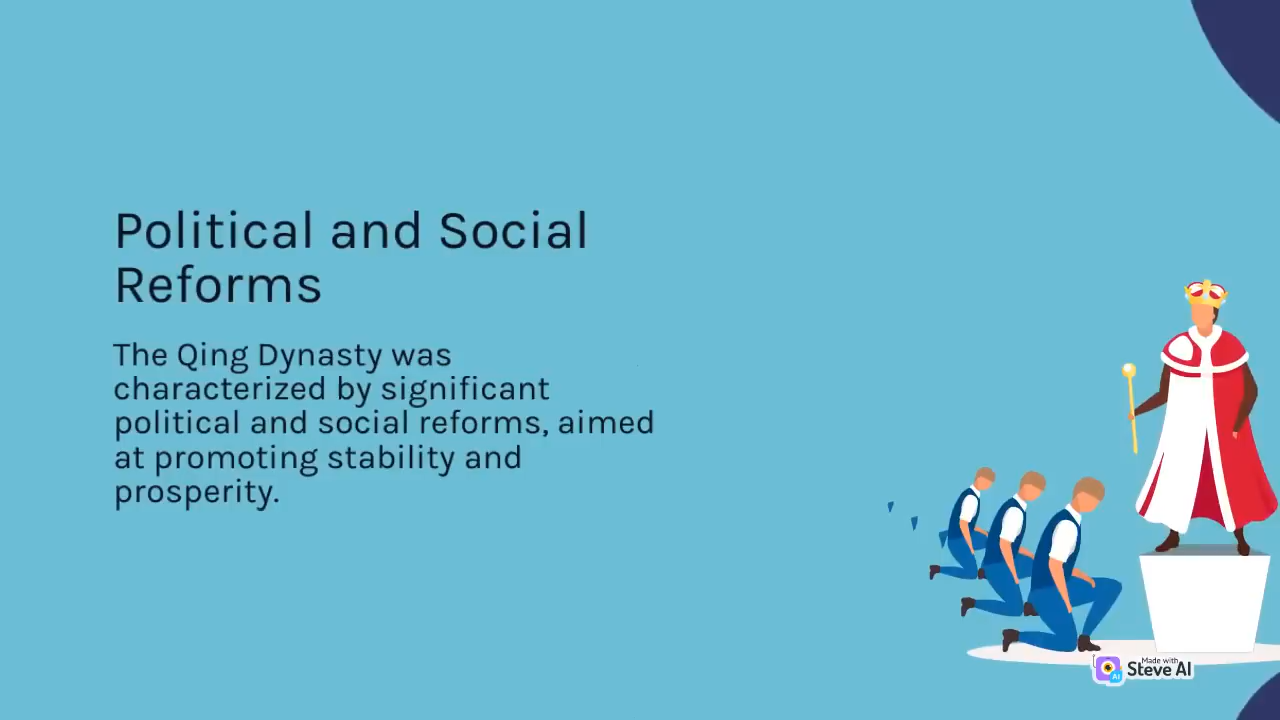 Political and Social
Reforms
The Qing Dynasty was
characterized by significant
political and social reforms, aimed
at promoting stability and
prosperity.
Made with
Steve AI
AI